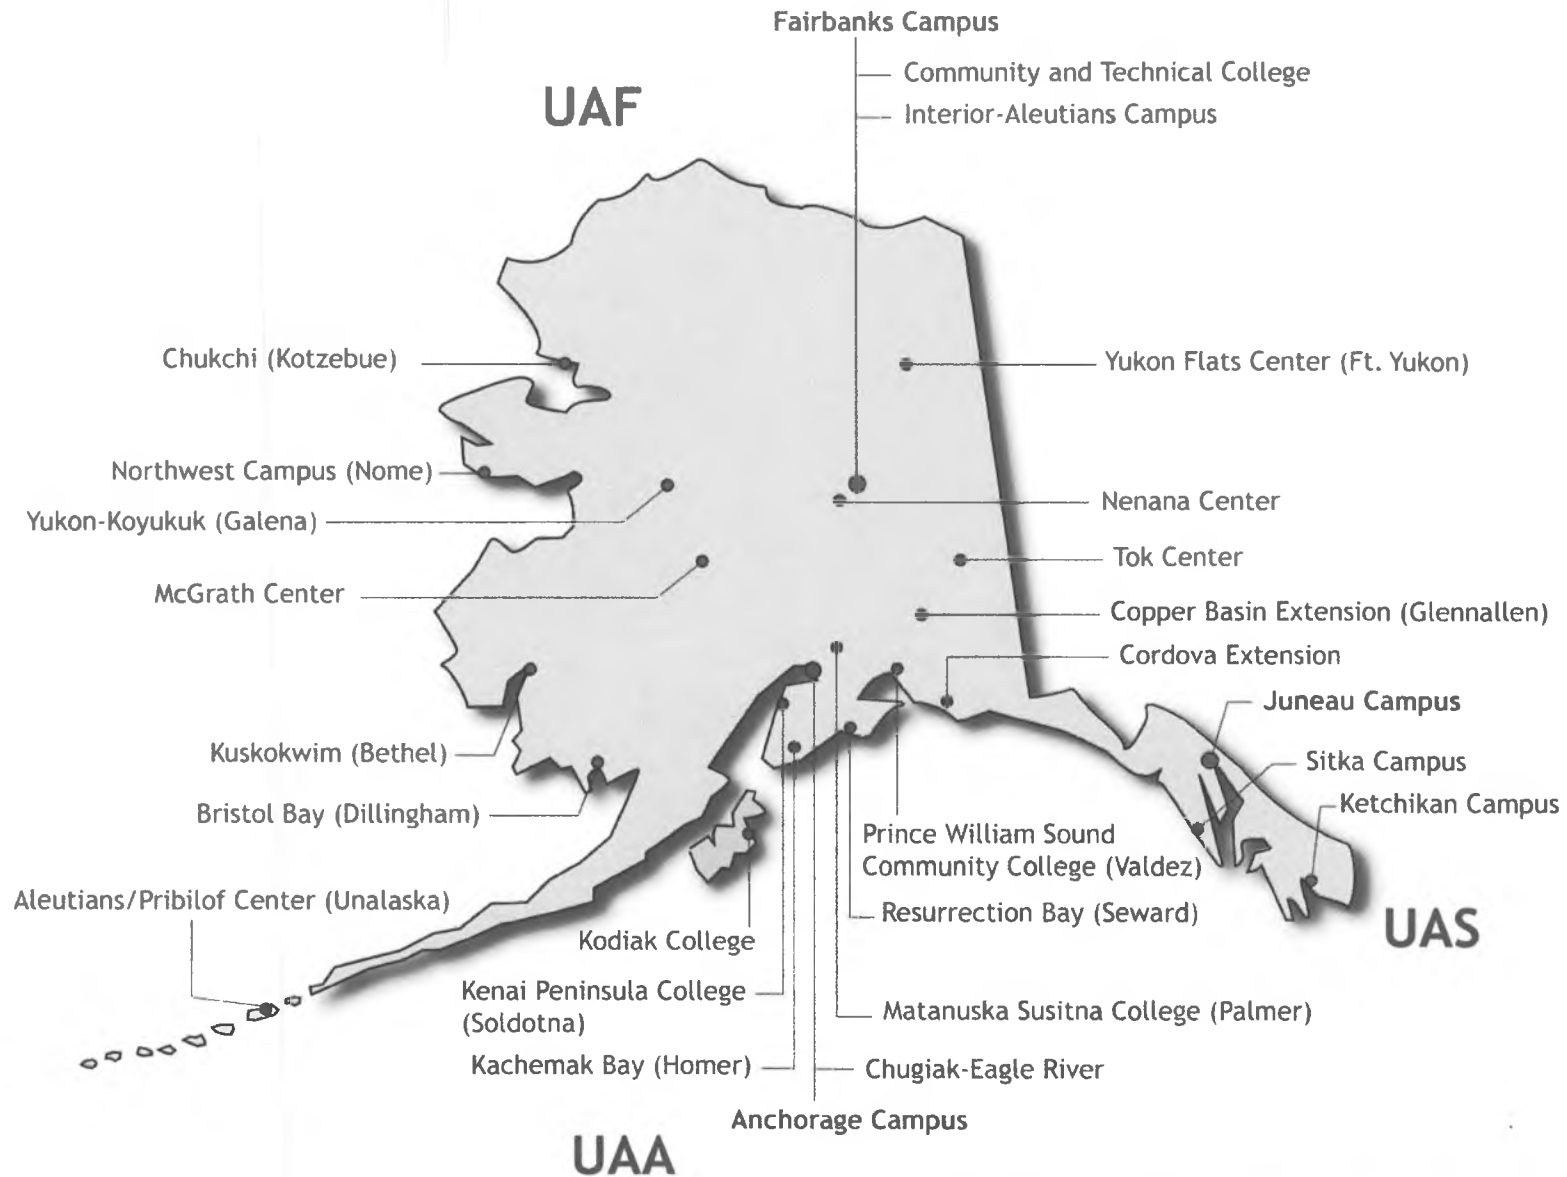 Fairbanks Campus
Community and Technical College
UAF
Interior-Aleutians Campus
Chukchi (Kotzebue)
Yukon Flats Center (Ft. Yukon)
Northwest Campus (Nome)
Nenana Center
Yukon-Koyukuk (Galena)
Tok Center
McGrath Center
Copper Basin Extension (Glennallen)
Cordova Extension
Juneau Campus
Kuskokwim (Bethel)
Sitka Campus
Bristol Bay (Dillingham)
Ketchikan Campus
Prince William Sound
Community College (Valdez)
Aleutians/Pribilof Center (Unalaska)
Resurrection Bay (Seward)
UAS
Kodiak College
Kenai Peninsula College
(Soldotna)
Matanuska Susitna College (Palmer)
Kachemak Bay (Homer)
Chugiak-Eagle River
Anchorage Campus
UAA